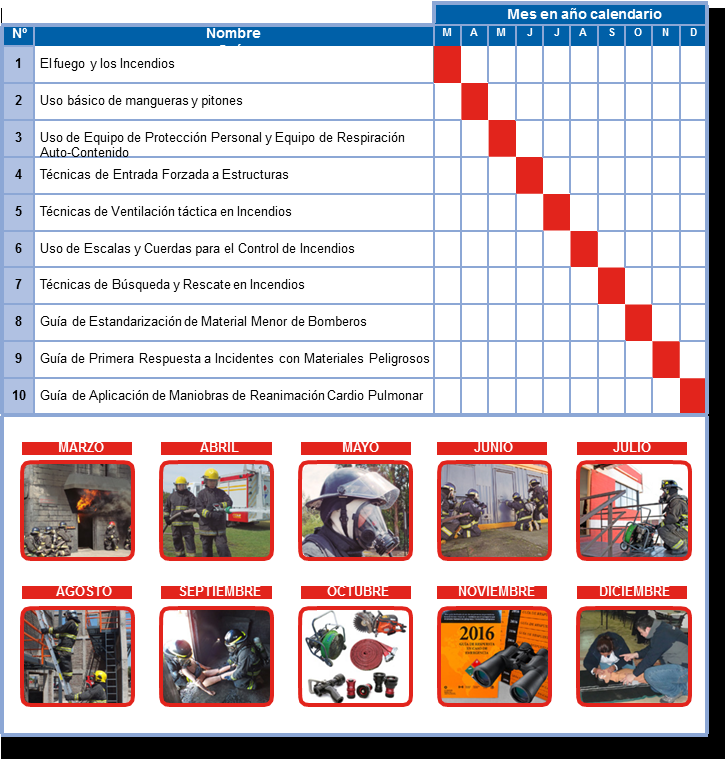 Mes en año calendario
Nº Nombre M A M J J A S O N D
1 El fuego y los Incendios
2 Uso básico de mangueras y pitones
3 Uso de Equipo de Protección Personal y Equipo de Respiración
Auto-Contenido
4 Técnicas de Entrada Forzada a Estructuras
5 Técnicas de Ventilación táctica en Incendios
6 Uso de Escalas y Cuerdas para el Control de Incendios
7 Técnicas de Búsqueda y Rescate en Incendios
8 Guía de Estandarización de Material Menor de Bomberos
9 Guía de Primera Respuesta a Incidentes con Materiales Peligrosos
10 Guía de Aplicación de Maniobras de Reanimación Cardio Pulmonar
MARZO ABRIL MAYO JUNIO JULIO
AGOSTO SEPTIEMBRE OCTUBRE NOVIEMBRE DICIEMBRE
2016